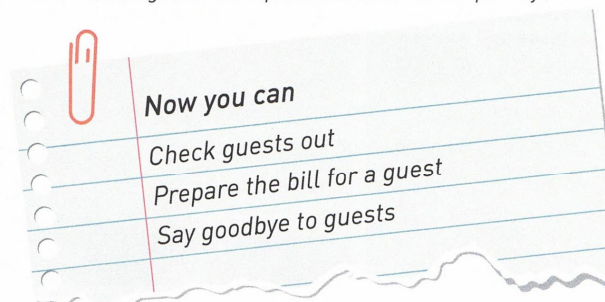 Now you can
Check guests out
Prepare the bill for a guest
Say goodbye to guests